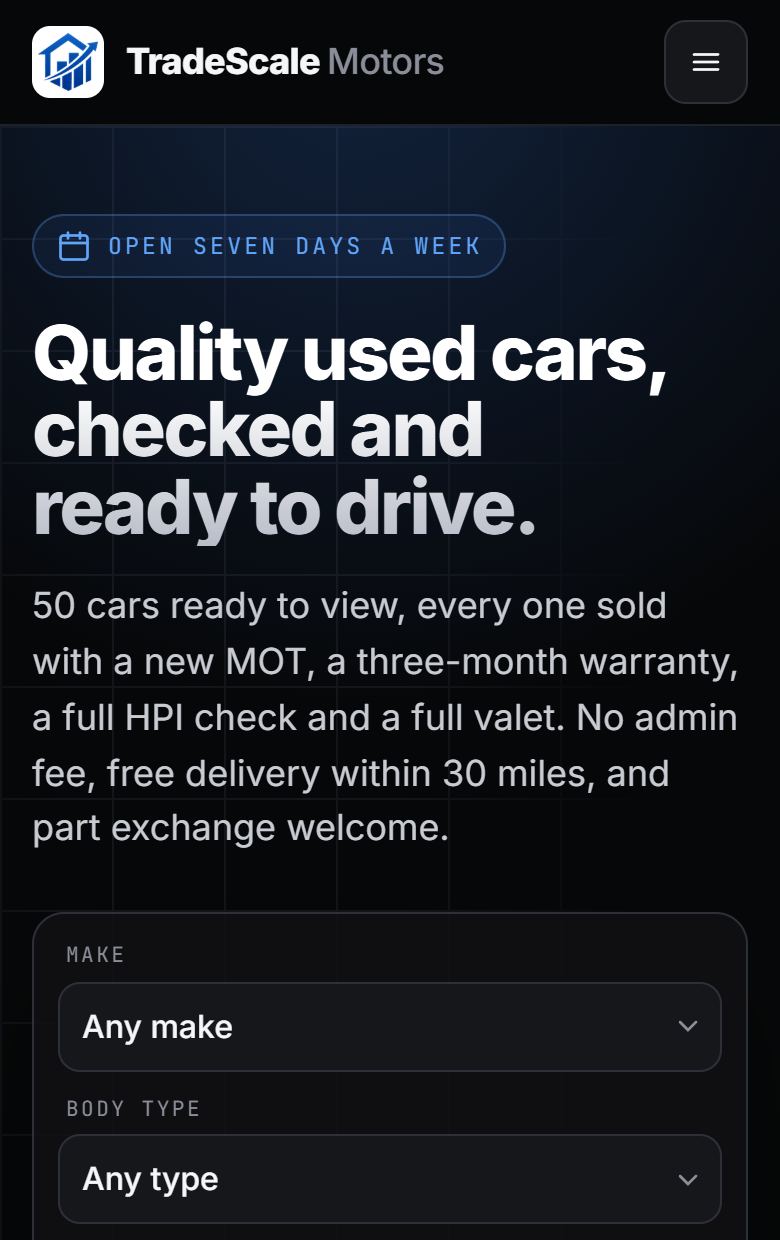 TradeScale Motors
OPEN SEVEN DAYS A WEEK
Quality used cars,
checked and
ready to drive.
50 cars ready to view, every one sold
with a new MOT, a three-month warranty,
a full HPI check and a full valet. No admin
fee, free delivery within 30 miles, and
part exchange welcome.
MAKE
Any make
BODY TYPE
Any type